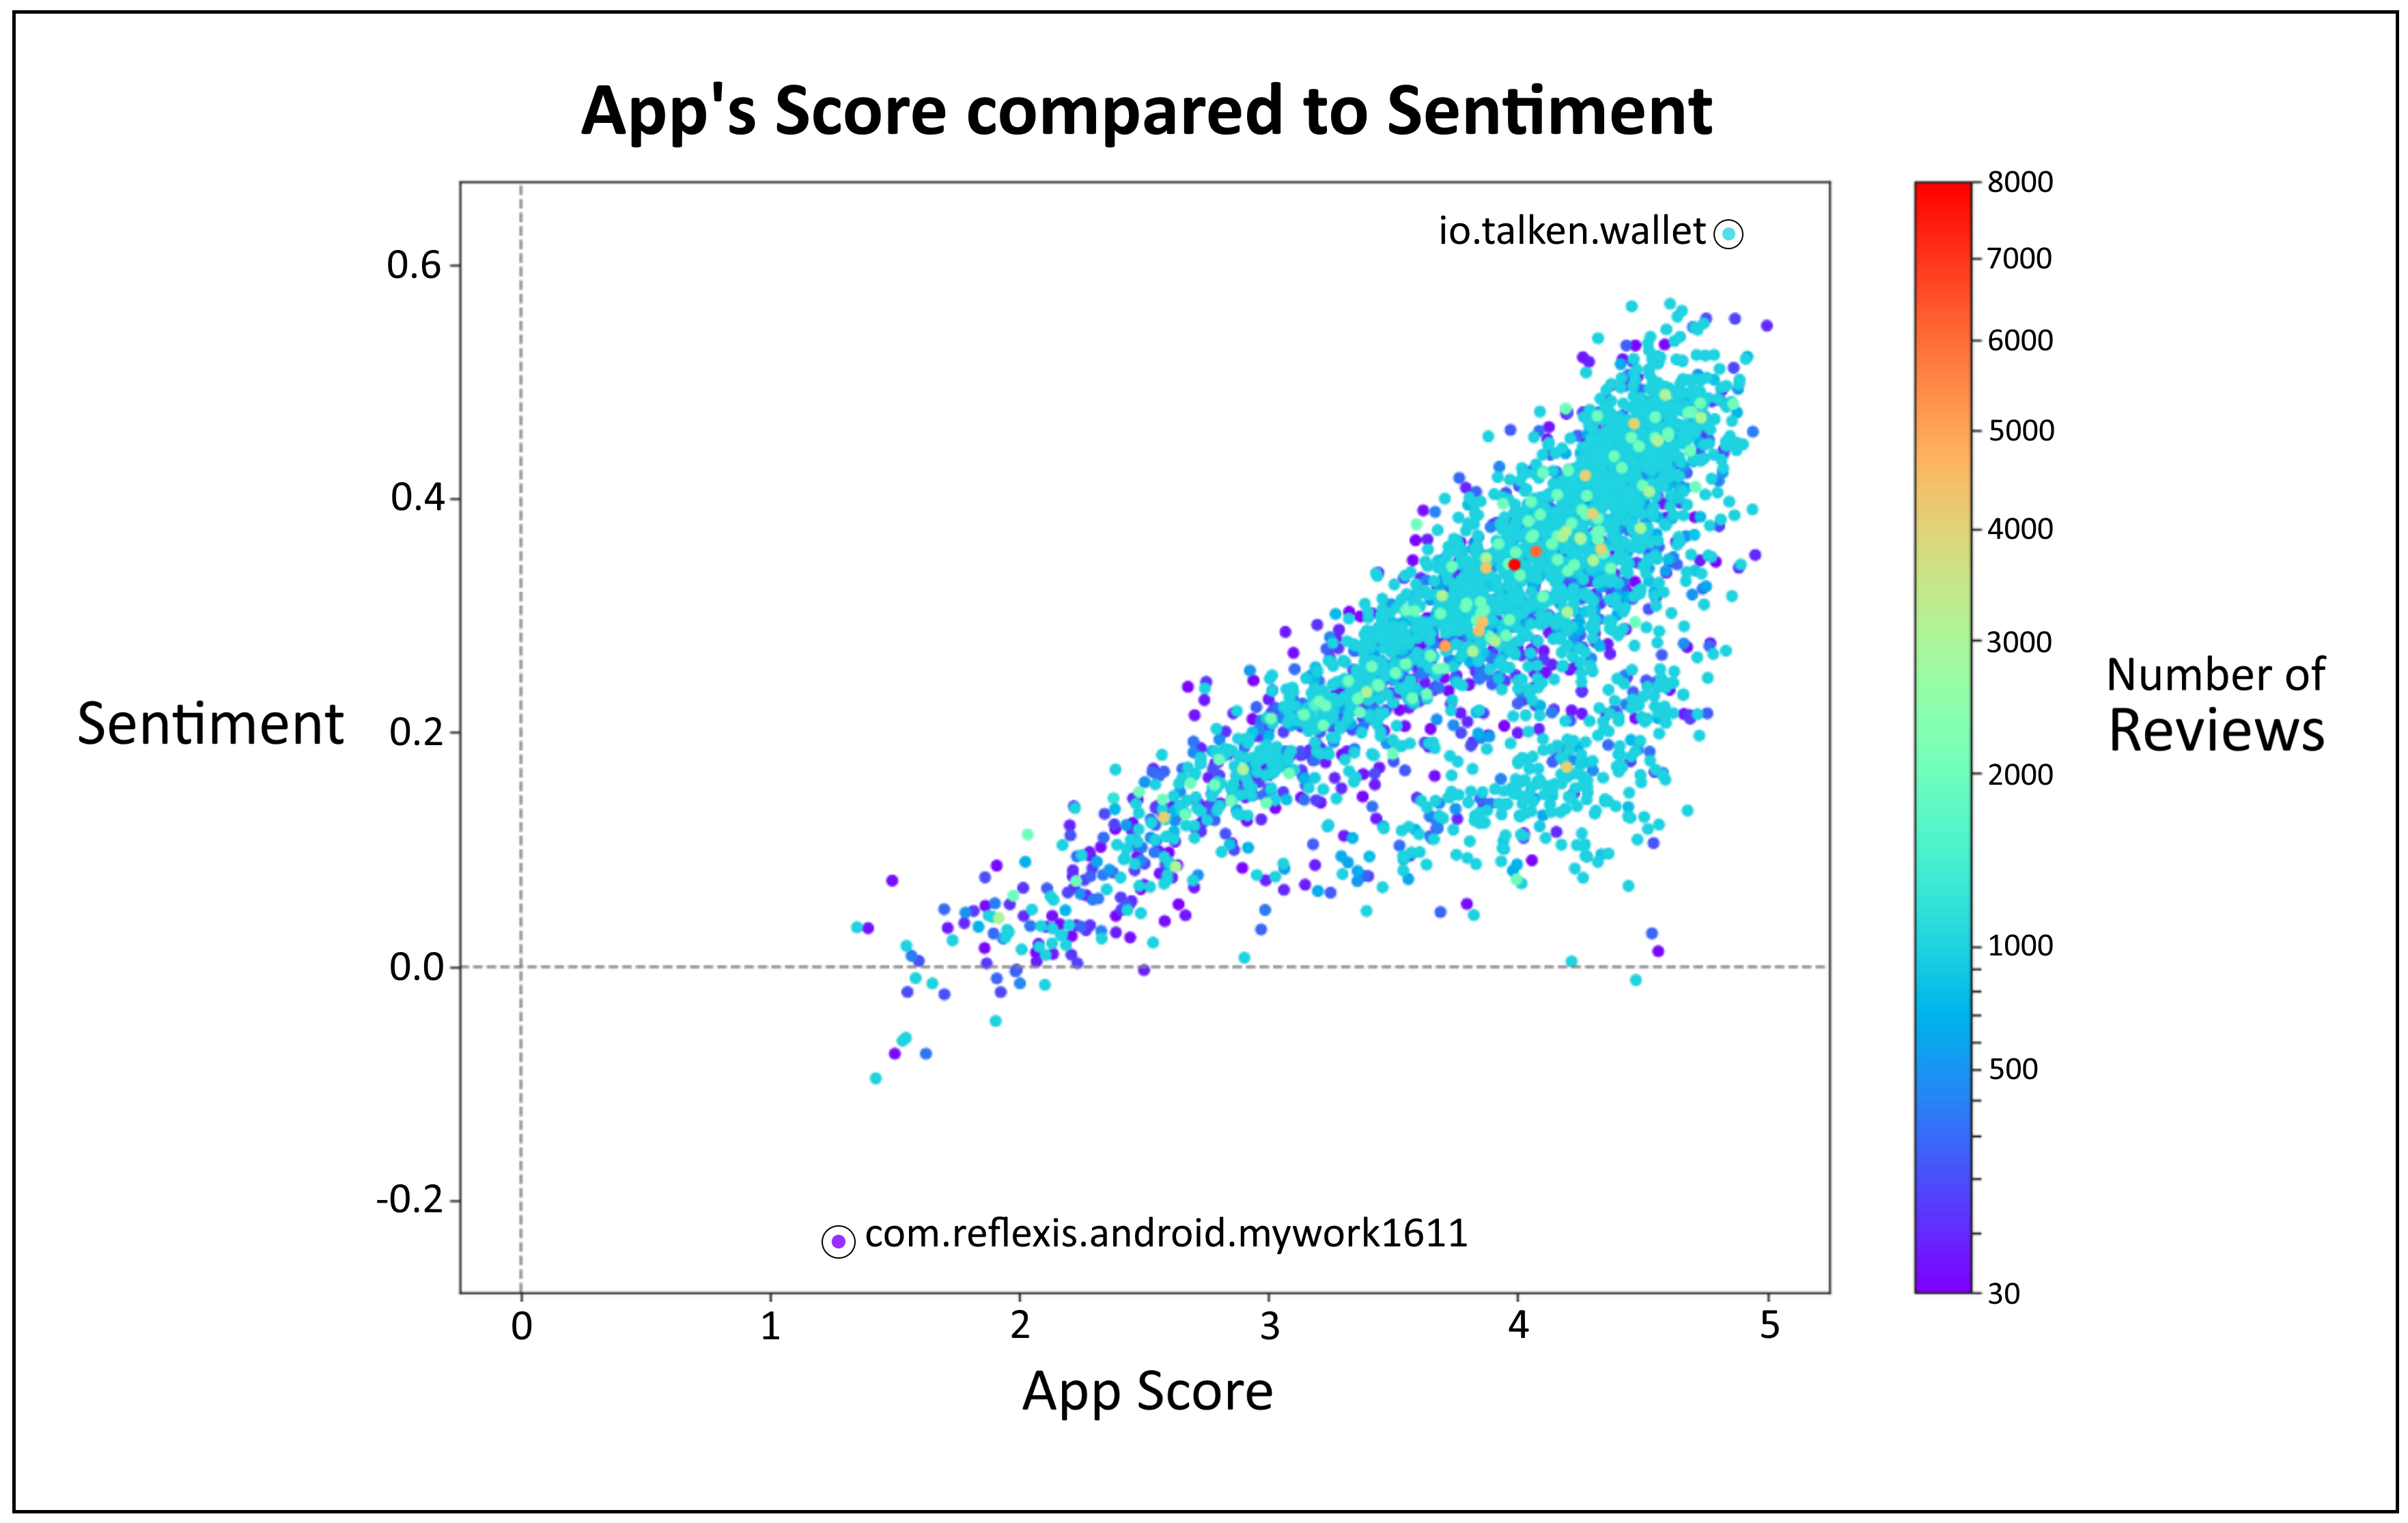 App's Score compared to Sentiment
io.talken.wallet
com.reflexis.android.mywork1611
Sentiment
0.6
0.4
0.2
0.0
-0.2
0 1 2 3 4 5
App Score
8000
7000
6000
5000
4000
3000
2000
1000
500
30
Number of
Reviews